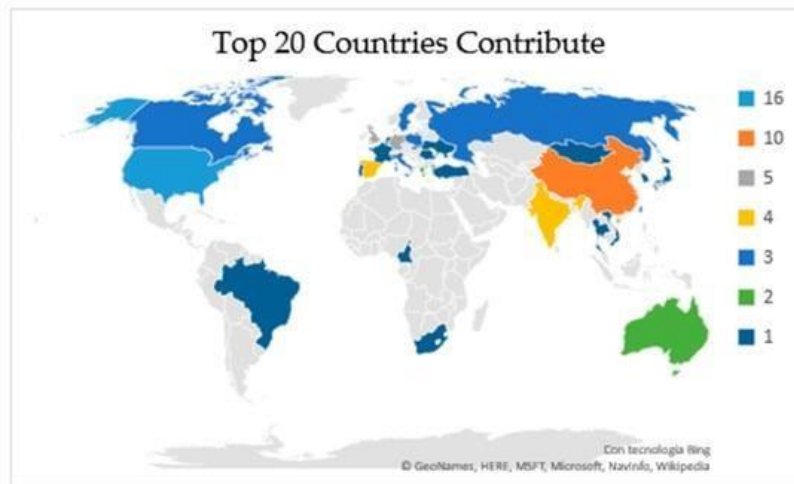 Top 20 Countries Contribute
16
10
5
4
3
2
1
Con tecnologia Bing
© GeoNames, HERE, MSFT, Microsoft, NavInfo, Wikipedia